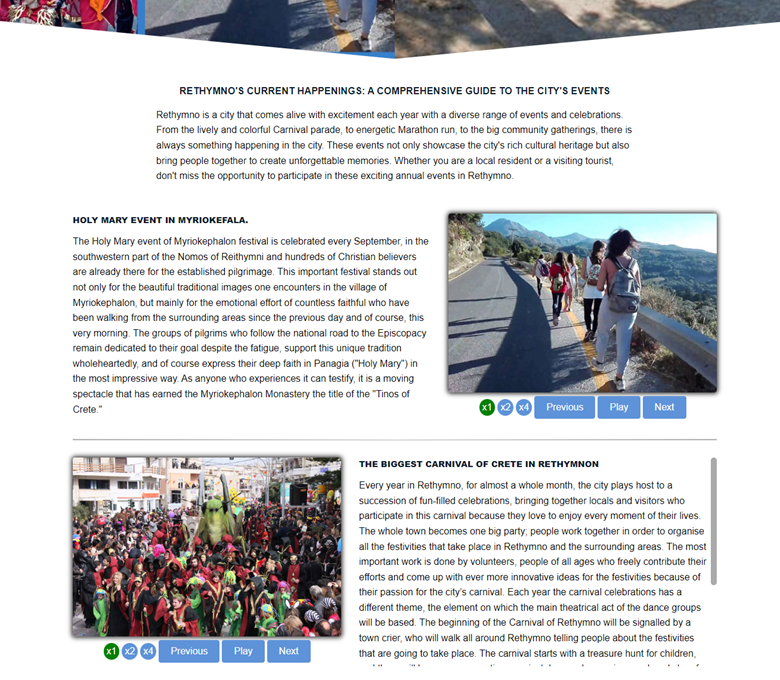 RETHYMNO'S CURRENT HAPPENINGS: A COMPREHENSIVE GUIDE TO THE CITY'S EVENTS
Rethymno is a city that comes alive with excitement each year with a diverse range of events and celebrations.
From the lively and colorful Carnival parade, to energetic Marathon run, to the big community gatherings, there is
always something happening in the city. These events not only showcase the city's rich cultural heritage but also
bring people together to create unforgettable memories. Whether you are a local resident or a visiting tourist,
don't miss the opportunity to participate in these exciting annual events in Rethymno.
HOLY MARY EVENT IN MYRIOKEFALA.
The Holy Mary event of Myriokephalon festival is celebrated every September, in the
southwestern part of the Nomos of Reithymni and hundreds of Christian believers
are already there for the established pilgrimage. This important festival stands out
not only for the beautiful traditional images one encounters in the village of
Myriokephalon, but mainly for the emotional effort of countless faithful who have
been walking from the surrounding areas since the previous day and of course, this
very morning. The groups of pilgrims who follow the national road to the Episcopacy
remain dedicated to their goal despite the fatigue, support this unique tradition
wholeheartedly, and of course express their deep faith in Panagia ("Holy Mary") in
the most impressive way. As anyone who experiences it can testify, it is a moving
spectacle that has earned the Myriokephalon Monastery the title of the "Tinos of
Crete."
x1 x2 x4 Previous Play Next
THE BIGGEST CARNIVAL OF CRETE IN RETHYMNON
Every year in Rethymno, for almost a whole month, the city plays host to a
succession of fun-filled celebrations, bringing together locals and visitors who
participate in this carnival because they love to enjoy every moment of their lives.
The whole town becomes one big party; people work together in order to organise
all the festivities that take place in Rethymno and the surrounding areas. The most
important work is done by volunteers, people of all ages who freely contribute their
efforts and come up with ever more innovative ideas for the festivities because of
their passion for the city's carnival. Each year the carnival celebrations has a
different theme, the element on which the main theatrical act of the dance groups
will be based. The beginning of the Carnival of Rethymno will be signalled by a
town crier, who will walk all around Rethymno telling people about the festivities
that are going to take place. The carnival starts with a treasure hunt for children,
x1 x2 x4 Previous Play Next